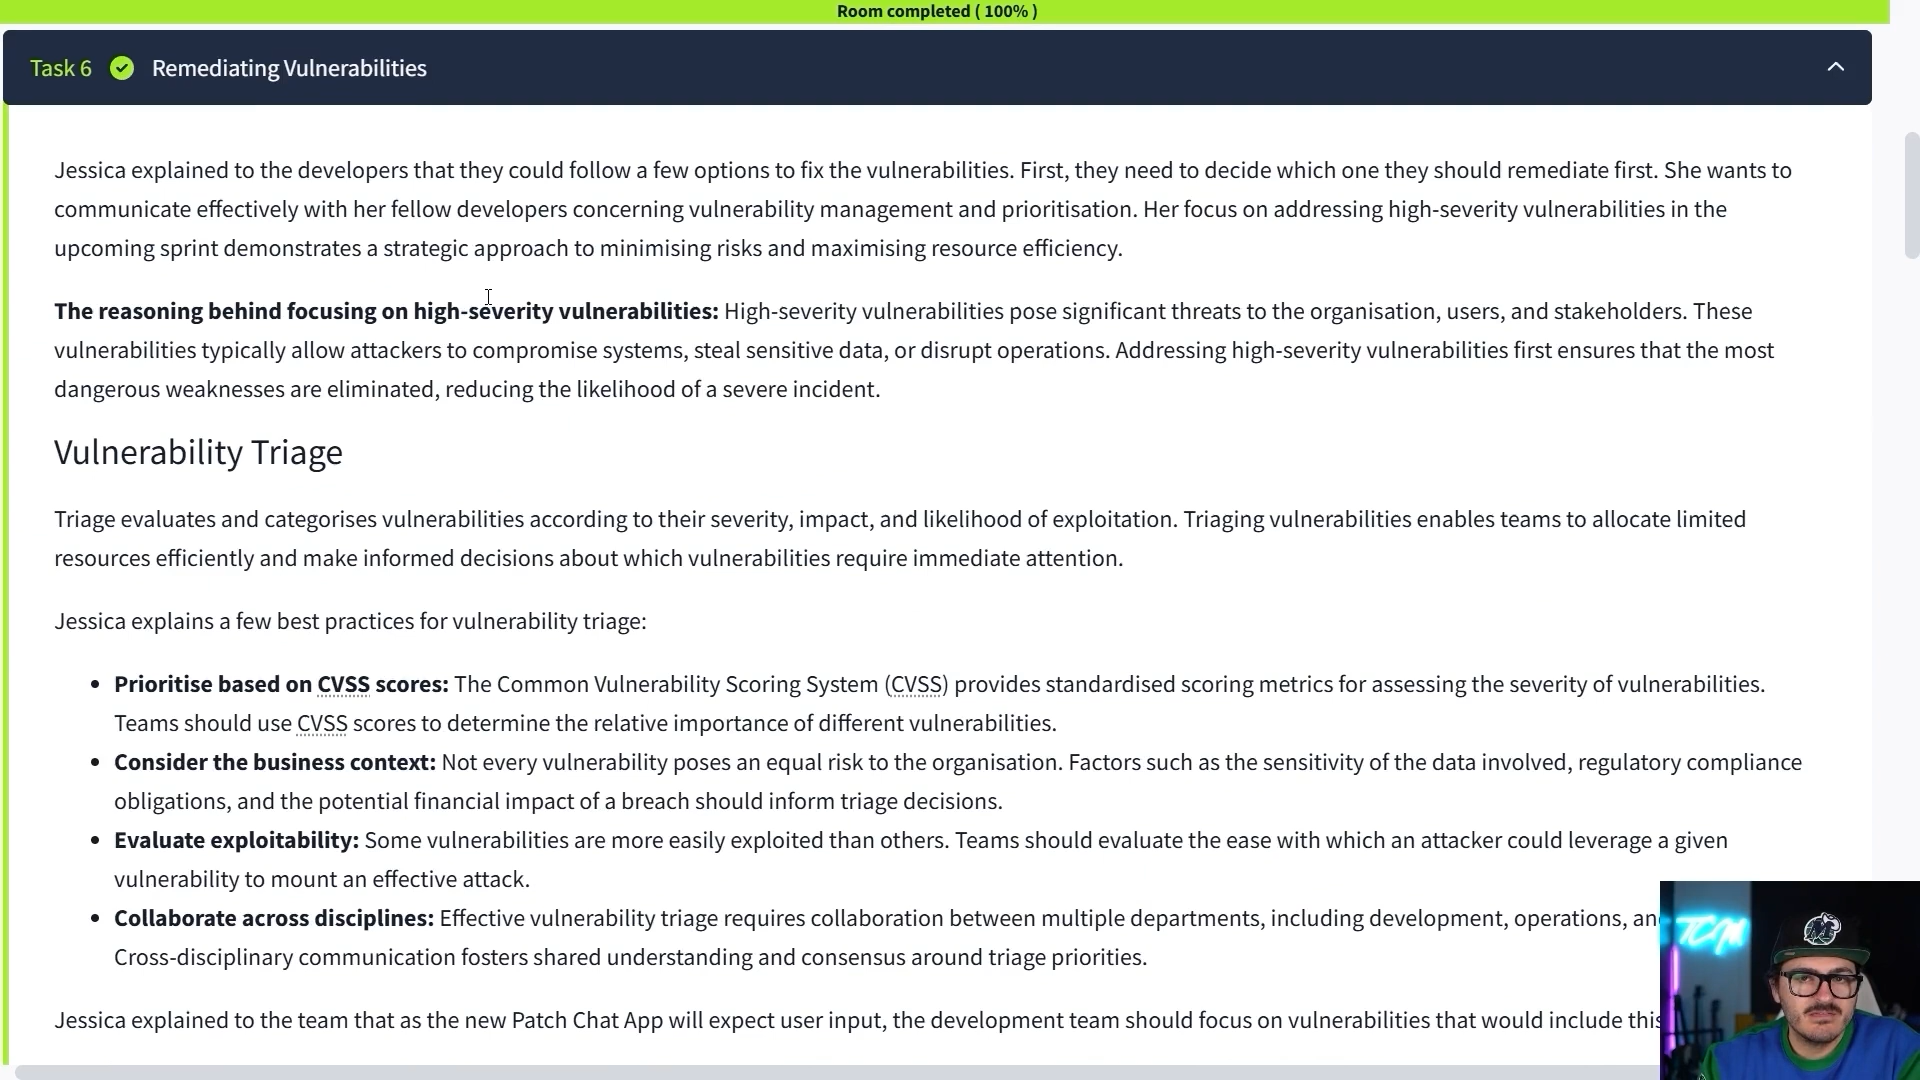 Room completed ( 100% )
Task 6 Remediating Vulnerabilities
Jessica explained to the developers that they could follow a few options to fix the vulnerabilities. First, they need to decide which one they should remediate first. She wants to
communicate effectively with her fellow developers concerning vulnerability management and prioritisation. Her focus on addressing high-severity vulnerabilities in the
upcoming sprint demonstrates a strategic approach to minimising risks and maximising resource efficiency.
The reasoning behind focusing on high-severity vulnerabilities: High-severity vulnerabilities pose significant threats to the organisation, users, and stakeholders. These
vulnerabilities typically allow attackers to compromise systems, steal sensitive data, or disrupt operations. Addressing high-severity vulnerabilities first ensures that the most
dangerous weaknesses are eliminated, reducing the likelihood of a severe incident.
Vulnerability Triage
Triage evaluates and categorises vulnerabilities according to their severity, impact, and likelihood of exploitation. Triaging vulnerabilities enables teams to allocate limited
resources efficiently and make informed decisions about which vulnerabilities require immediate attention.
Jessica explains a few best practices for vulnerability triage:
• Prioritise based on CVSS scores: The Common Vulnerability Scoring System (CVSS) provides standardised scoring metrics for assessing the severity of vulnerabilities.
Teams should use CVSS scores to determine the relative importance of different vulnerabilities.
• Consider the business context: Not every vulnerability poses an equal risk to the organisation. Factors such as the sensitivity of the data involved, regulatory compliance
obligations, and the potential financial impact of a breach should inform triage decisions.
• Evaluate exploitability: Some vulnerabilities are more easily exploited than others. Teams should evaluate the ease with which an attacker could leverage a given
vulnerability to mount an effective attack.
• Collaborate across disciplines: Effective vulnerability triage requires collaboration between multiple departments, including development, operations,
Cross-disciplinary communication fosters shared understanding and consensus around triage priorities.
Jessica explained to the team that as the new Patch Chat App will expect user input, the development team should focus on vulnerabilities that would include this
TCM